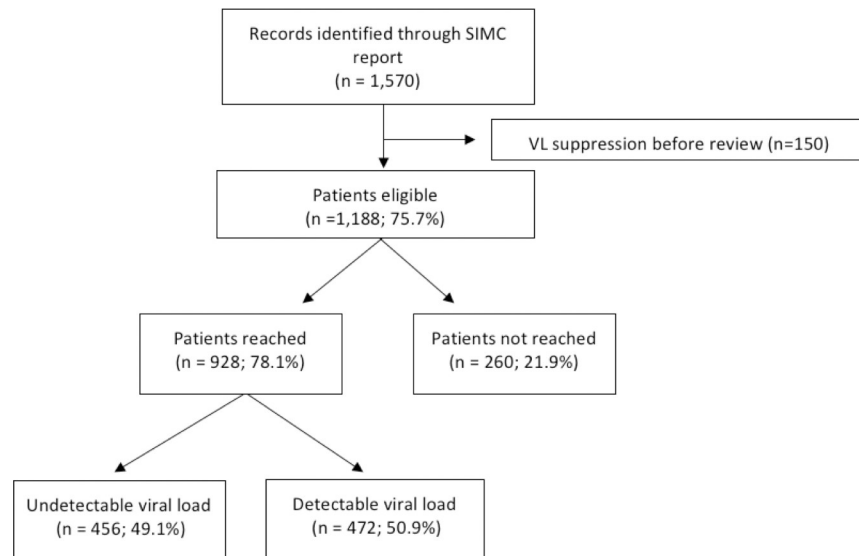 Records identified through SIMC
report
(n = 1,570)
VL suppression before review (n=150)
Patients eligible
(n =1,188; 75.7%)
Patients reached
(n = 928; 78.1%)
Patients not reached
(n = 260; 21.9%)
Undetectable viral load
(n = 456; 49.1%)
Detectable viral load
(n = 472; 50.9%)